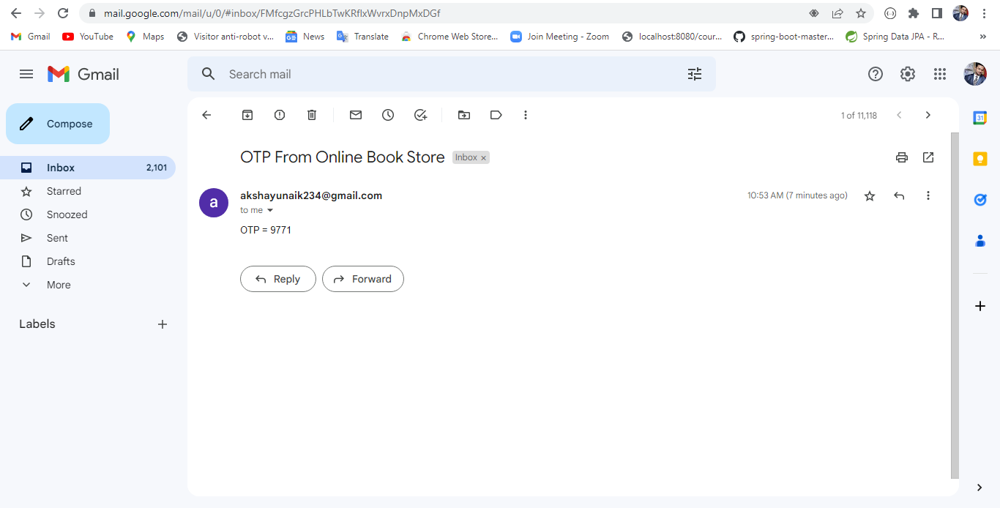 mail.google.com/mail/u/0/#inbox/FMfcgzGrcPHLbTwKRflxWvrxDnpMxDGf
Gmail YouTube Maps Visitor anti-robot v... News Translate Chrome Web Store... Join Meeting - Zoom localhost:8080/cour... spring-boot-master... Spring Data JPA - R... »
Gmail
Search mail
Compose
1 of 11,118
Inbox 2,101
Starred
Snoozed
Sent
Drafts
More
Labels
OTP From Online Book Store Inbox ×
a
akshayunaik234@gmail.com 10:53 AM (7 minutes ago)
to me
OTP = 9771
Reply Forward
31